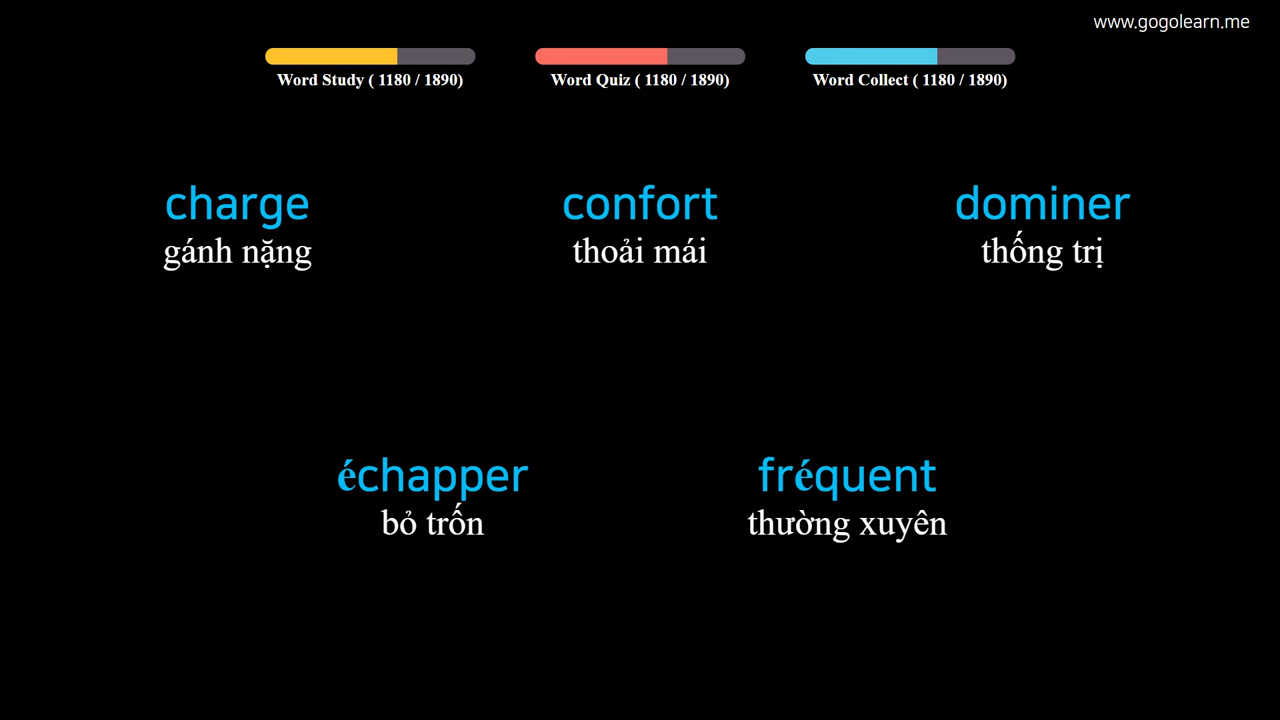 www.gogolearn.me
Word Study ( 1180 / 1890)
Word Quiz ( 1180 / 1890)
Word Collect ( 1180 / 1890)
charge
gánh nặng
confort
thoải mái
dominer
thống trị
échapper
bỏ trốn
fréquent
thường xuyên